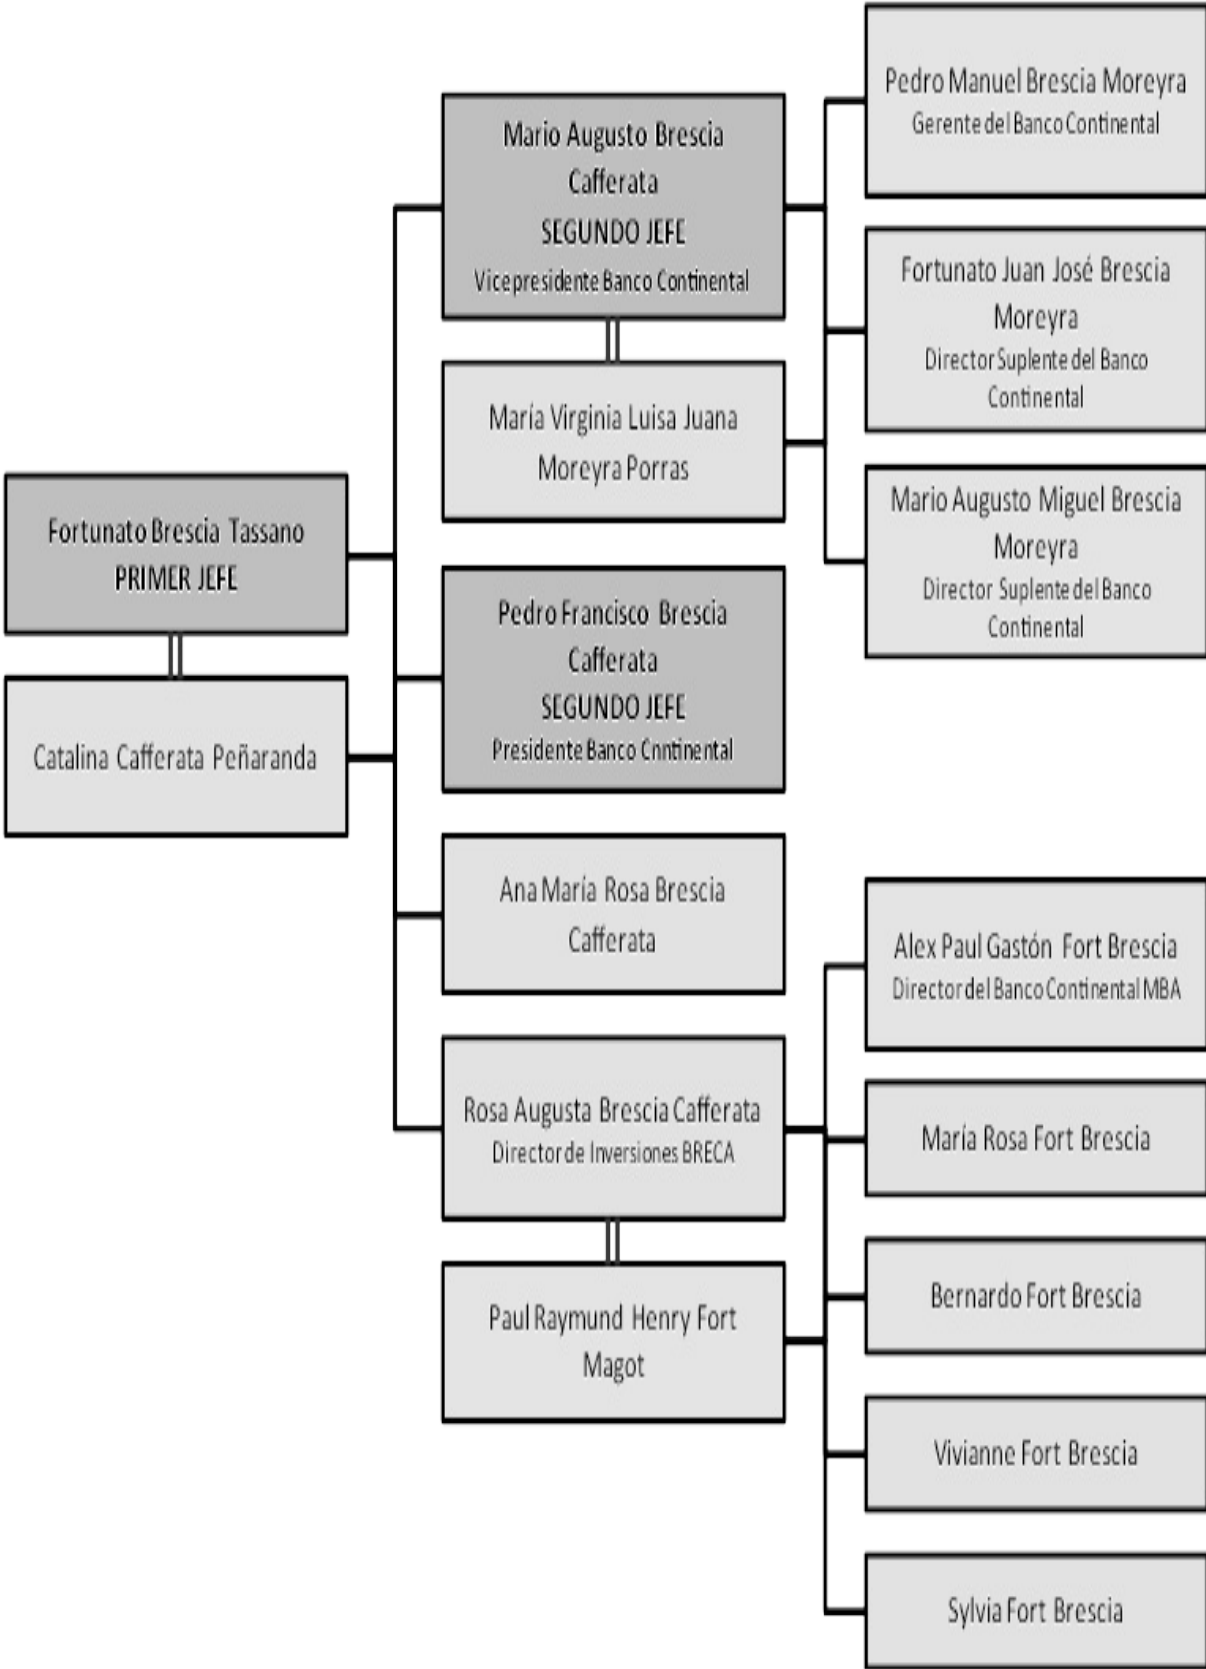 Fortunato Brescia Tassano
PRIMER JEFE
Catalina Cafferata Peñaranda
Mario Augusto Brescia
Cafferata
SEGUNDO JEFE
Vicepresidente Banco Continental
María Virginia Luisa Juana
Moreyra Porras
Pedro Francisco Brescia
Cafferata
SEGUNDO JEFE
Presidente Banco Cnntinental
Ana María Rosa Brescia
Cafferata
Rosa Augusta Brescia Cafferata
Director de Inversiones BRECA
Paul Raymund Henry Fort
Magot
Pedro Manuel Brescia Moreyra
Gerente del Banco Continental
Fortunato Juan José Brescia
Moreyra
Director Suplente del Banco
Continental
Mario Augusto Miguel Brescia
Moreyra
Director Suplente del Banco
Continental
Alex Paul Gastón Fort Brescia
Director del Banco Continental MBA
María Rosa Fort Brescia
Bernardo Fort Brescia
Vivianne Fort Brescia
Sylvia Fort Brescia